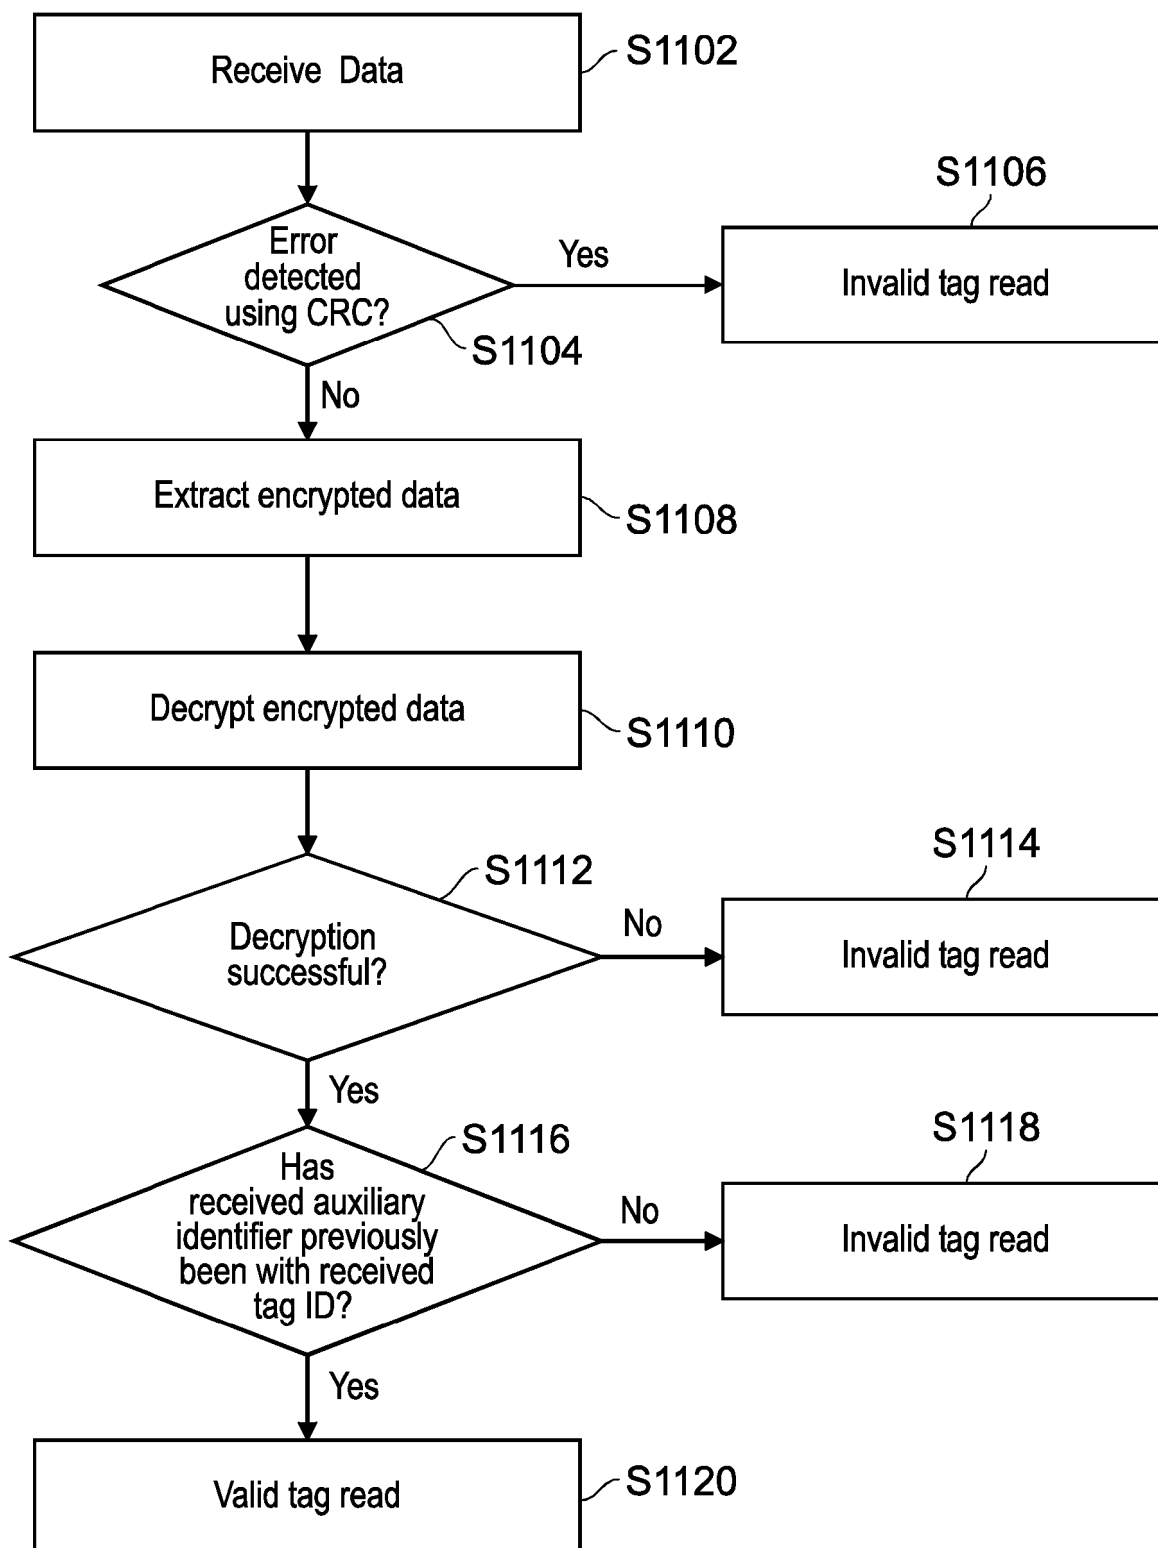 Receive Data
S1102
S1106
Error
detected
using CRC?
Yes
Invalid tag read
S1104
No
Extract encrypted data
S1108
Decrypt encrypted data
S1110
S1112
S1114
Decryption
successful?
No
Invalid tag read
Yes
S1116
S1118
Has
received auxiliary
identifier previously
been with received
tag ID?
No
Invalid tag read
Yes
Valid tag read
S1120